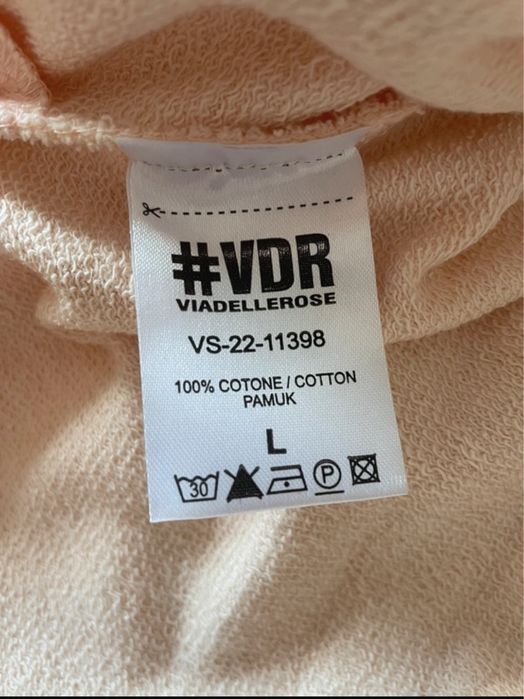 #VDR
VIADELLEROSE
VS-22-11398
100% COTONE / COTTON
PAMUK
L
30 P